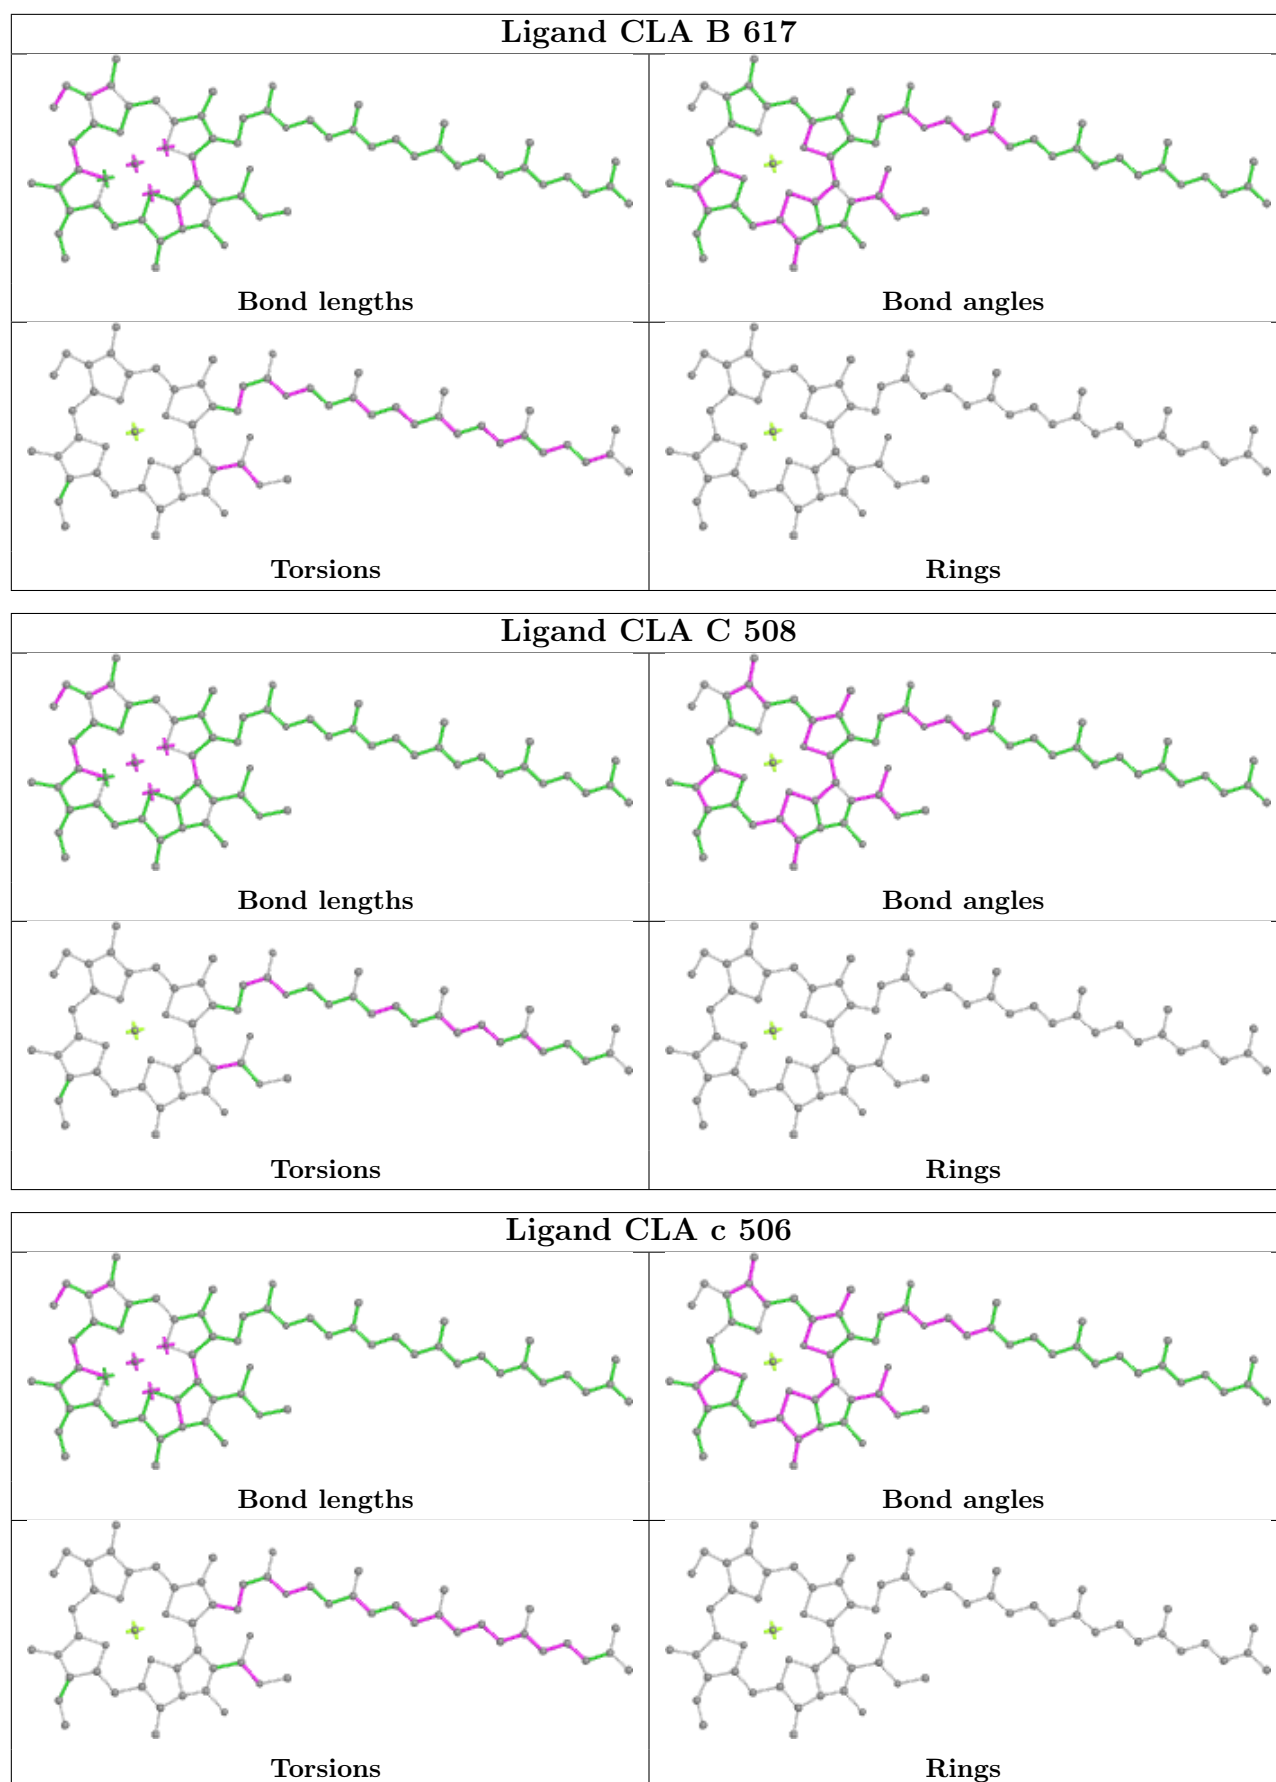 Ligand CLA B 617
Bond lengths
Bond angles
Torsions
Rings
Ligand CLA C 508
Bond lengths
Bond angles
Torsions
Rings
Ligand CLA c 506
Bond lengths
Bond angles
Torsions
Rings